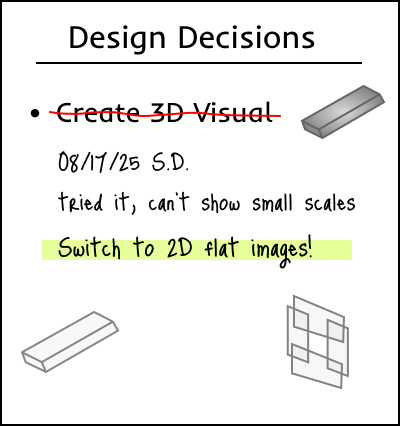 Design Decisions
• Create 3D Visual
08/17/25 S.D.
tried it, can't show small scales
Switch to 2D flat images!